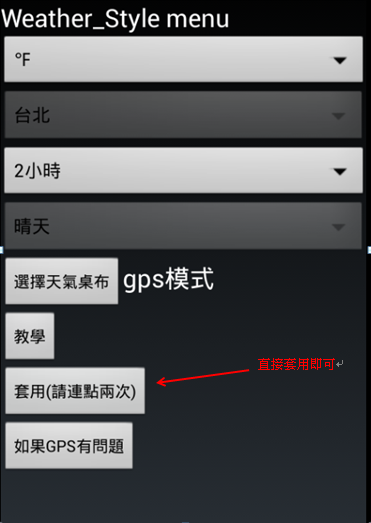 Weather_Style menu
°F
台北
2小時
晴天
選擇天氣桌布 gps模式
教學
套用(請連點兩次)
直接套用即可↵
如果GPS有問題